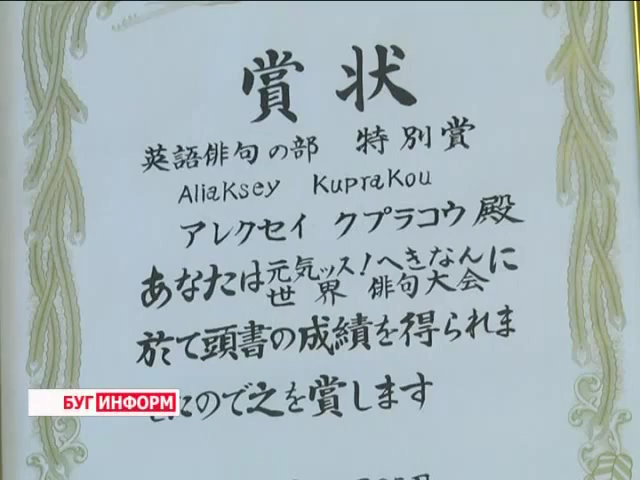 賞状
英語俳句の部 特別賞
Aliaksey Kuprakou
アレクセイ クプラコウ 殿
あなたは元気ッス!へきなん世界俳句大会に
於て頭書の成績を得られま
たので之を賞します
БУГ ИНФОРМ